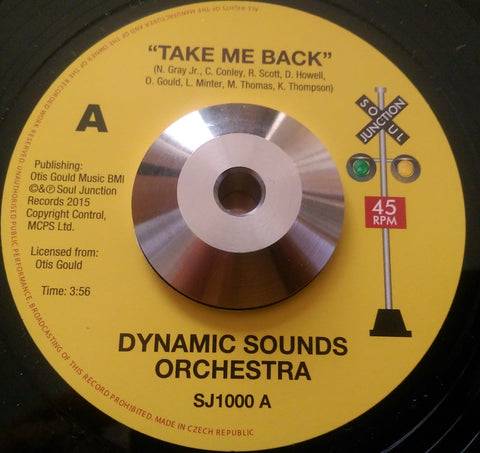 ALL RIGHTS OF THE MANUFACTURER AND OF THE OWNER OF THE RECORDED WORK RESERVED. UNAUTHORISED PUBLIC PERFORMANCE, BROADCASTING OF THIS RECORD PROHIBITED. MADE IN CZECH REPUBLIC
“TAKE ME BACK”
(N. Gray Jr., C. Conley, R. Scott, D. Howell,
O. Gould, L. Minter, M. Thomas, K. Thompson)
A
SOUL
JUNCTION
Publishing:
Otis Gould Music BMI
©&℗ Soul Junction
Records 2015
Copyright Control,
MCPS Ltd.
45
RPM
Licensed from:
Otis Gould
Time: 3:56
DYNAMIC SOUNDS
ORCHESTRA
SJ1000 A